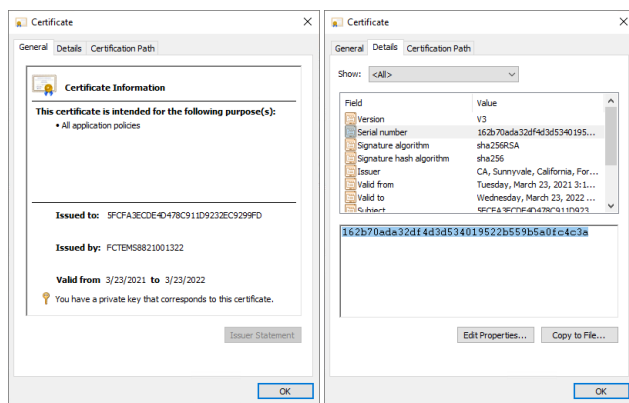 Certificate
General Details Certification Path
Certificate Information
This certificate is intended for the following purpose(s):
• All application policies
Issued to: 5FCFA3ECDE4D478C911D9232EC9299FD
Issued by: FCTEMS8821001322
Valid from 3/23/2021 to 3/23/2022
You have a private key that corresponds to this certificate.
Issuer Statement
OK
Certificate
General Details Certification Path
Show: <All>
Field Value
Version V3
Serial number 162b70ada32df4d3d5340195...
Signature algorithm sha256RSA
Signature hash algorithm sha256
Issuer CA, Sunnyvale, California, For...
Valid from Tuesday, March 23, 2021 3:1...
Valid to Wednesday, March 23, 2022 ...
Subject 5FCFA3ECDE4D478C911D923...
162b70ada32df4d3d534019522b559b5a0fc4c3a
Edit Properties... Copy to File...
OK